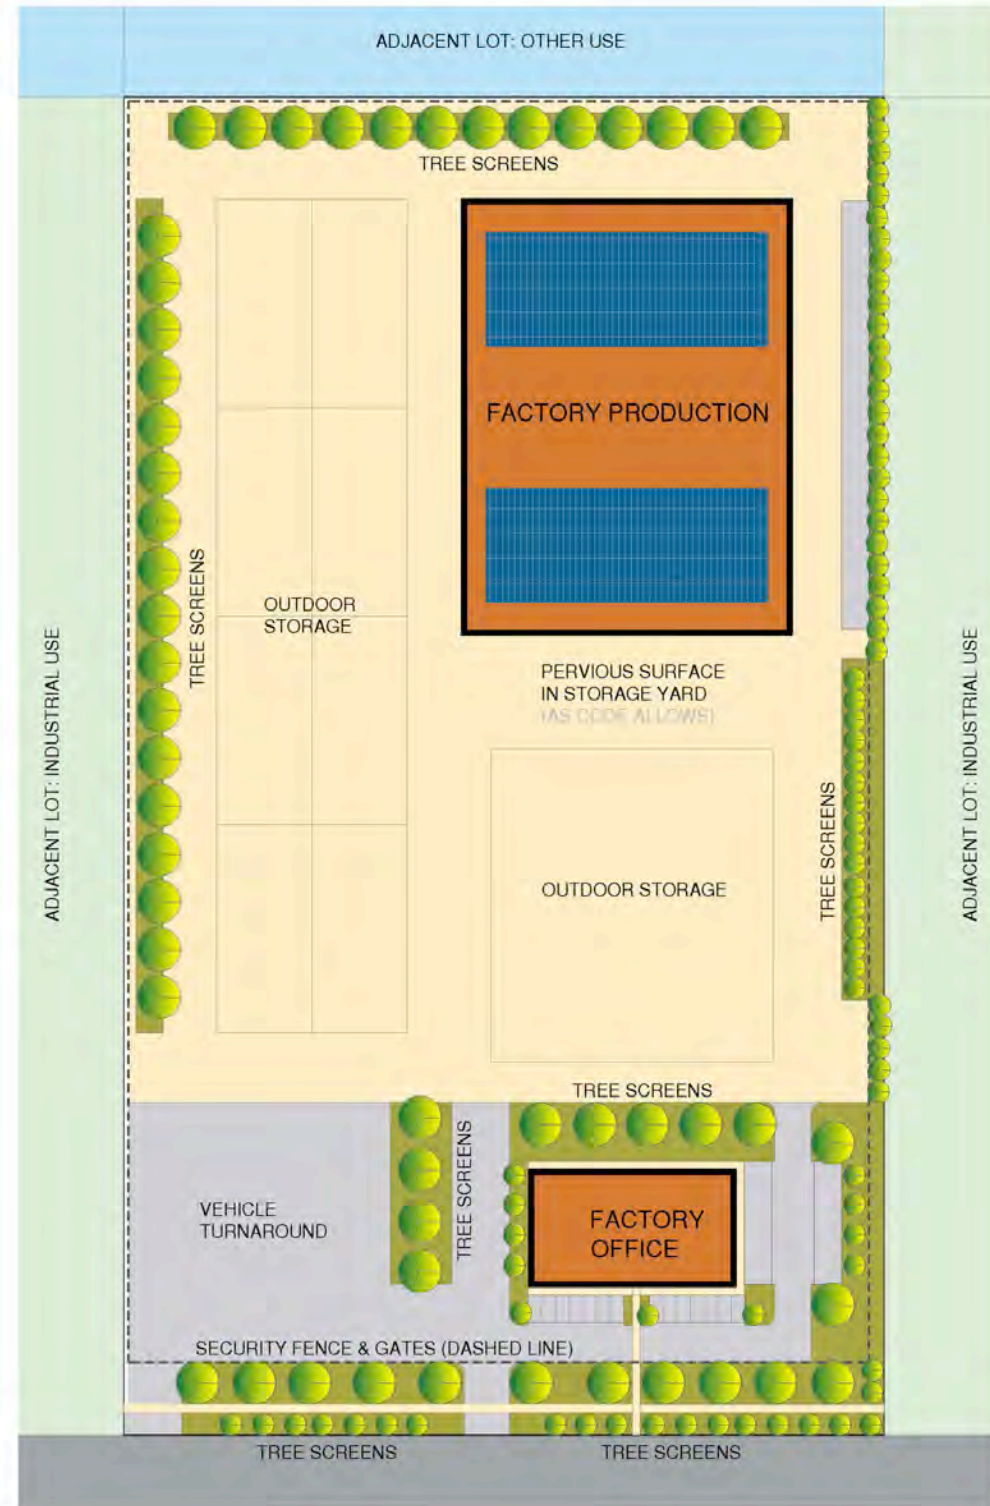 ADJACENT LOT: OTHER USE
TREE SCREENS
FACTORY PRODUCTION
TREE SCREENS
OUTDOOR
STORAGE
ADJACENT LOT: INDUSTRIAL USE
ADJACENT LOT: INDUSTRIAL USE
PERVIOUS SURFACE
IN STORAGE YARD
(AS CODE ALLOWS)
TREE SCREENS
OUTDOOR STORAGE
TREE SCREENS
TREE SCREENS
VEHICLE
TURNAROUND
FACTORY
OFFICE
SECURITY FENCE & GATES (DASHED LINE)
TREE SCREENS
TREE SCREENS